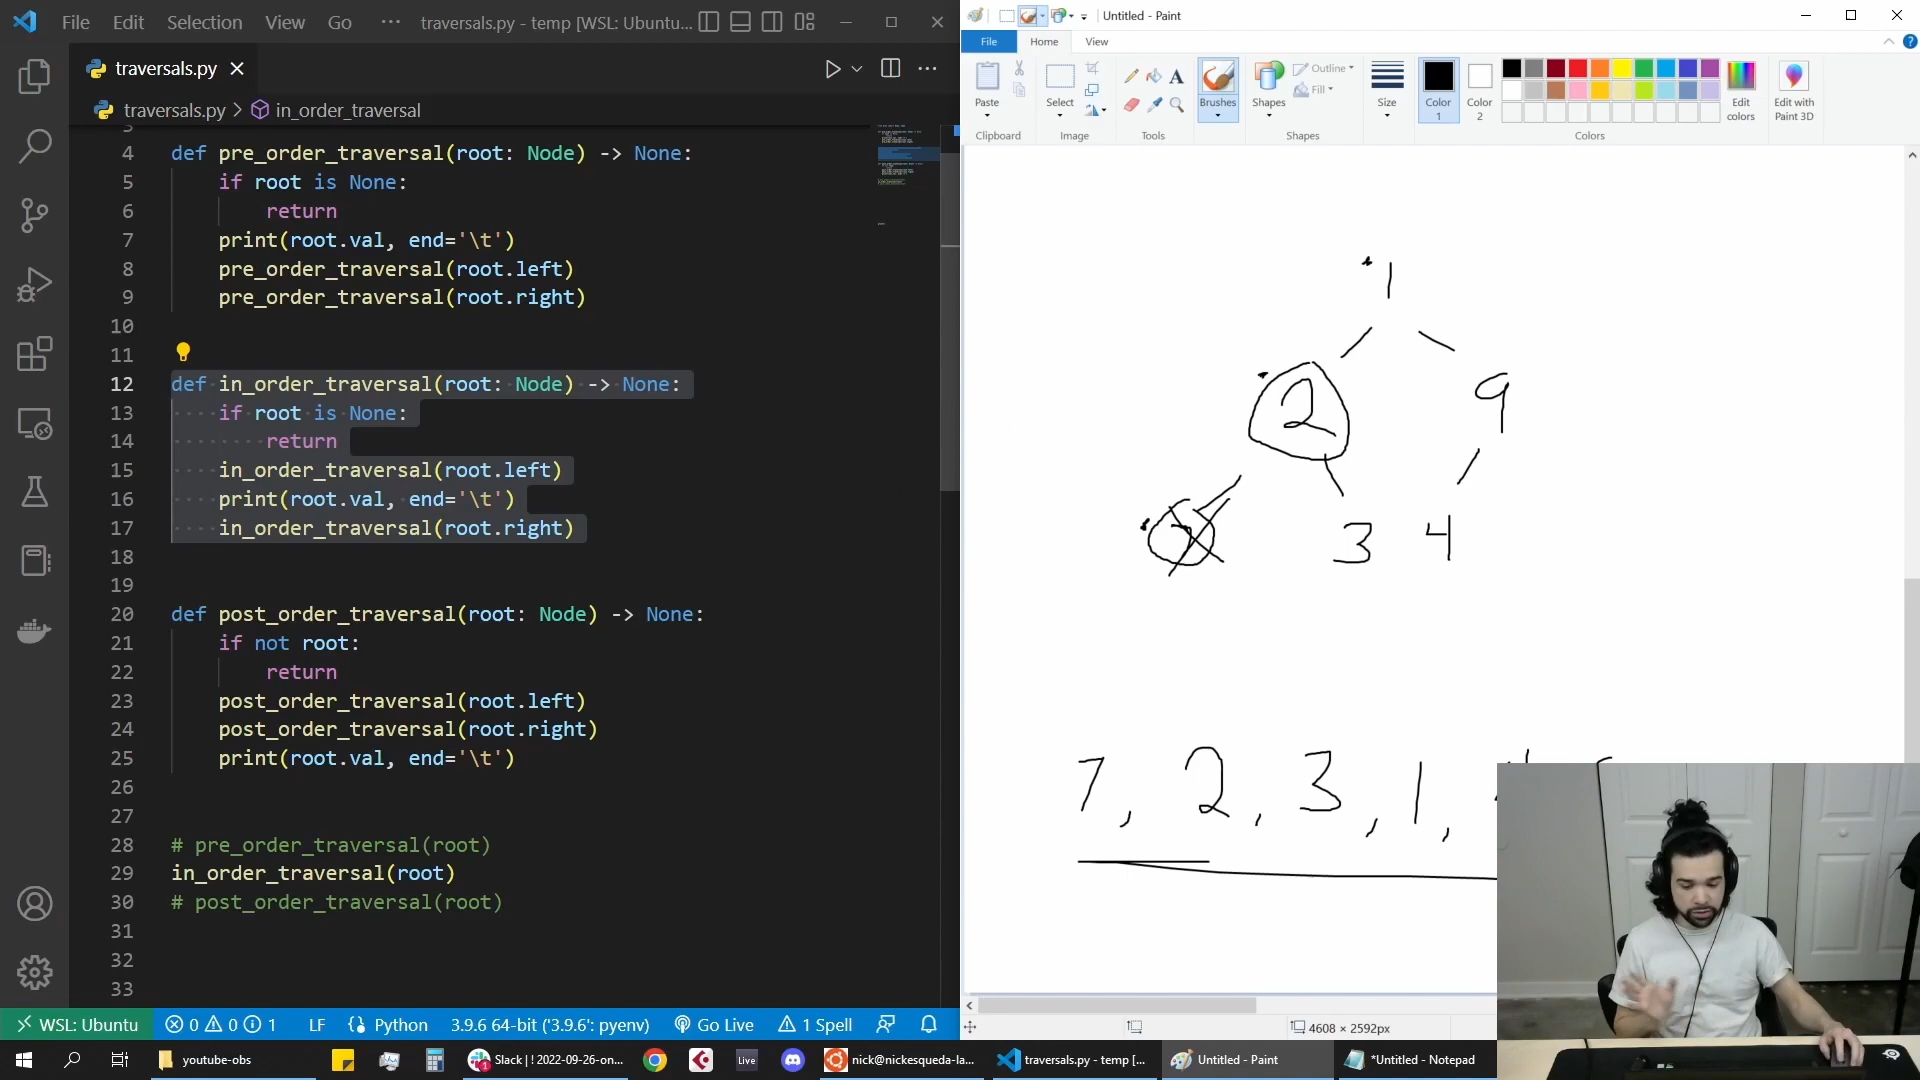 File Edit Selection View Go ··· traversals.py - temp [WSL: Ubuntu...
traversals.py
traversals.py > in_order_traversal
3
4 def pre_order_traversal(root: Node) -> None:
5 if root is None:
6 return
7 print(root.val, end='\t')
8 pre_order_traversal(root.left)
9 pre_order_traversal(root.right)
10
11
12 def in_order_traversal(root: Node) -> None:
13 if root is None:
14 return
15 in_order_traversal(root.left)
16 print(root.val, end='\t')
17 in_order_traversal(root.right)
18
19
20 def post_order_traversal(root: Node) -> None:
21 if not root:
22 return
23 post_order_traversal(root.left)
24 post_order_traversal(root.right)
25 print(root.val, end='\t')
26
27
28 # pre_order_traversal(root)
29 in_order_traversal(root)
30 # post_order_traversal(root)
31
32
33
WSL: Ubuntu 0 0 1 LF Python 3.9.6 64-bit ('3.9.6': pyenv) Go Live 1 Spell
Untitled - Paint
File Home View
Paste
Clipboard
Select
Image
A
Tools
Brushes
Shapes
Outline
Fill
Shapes
Size
Color 1
Color 2
Edit colors
Colors
Edit with Paint 3D
1
2 9
7 3 4
7, 2, 3, 1,
4608 × 2592px
youtube-obs
Slack | ! 2022-09-26-on...
Live
nick@nickesqueda-la...
traversals.py - temp [...
Untitled - Paint
*Untitled - Notepad